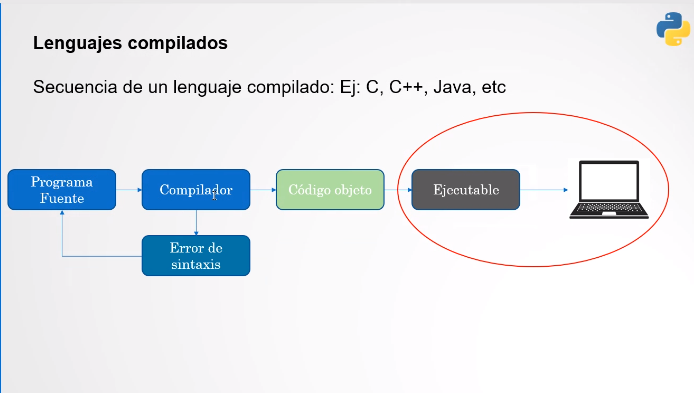 Lenguajes compilados
Secuencia de un lenguaje compilado: Ej: C, C++, Java, etc
Programa
Fuente
Compilador
Código objeto
Ejecutable
Error de
sintaxis